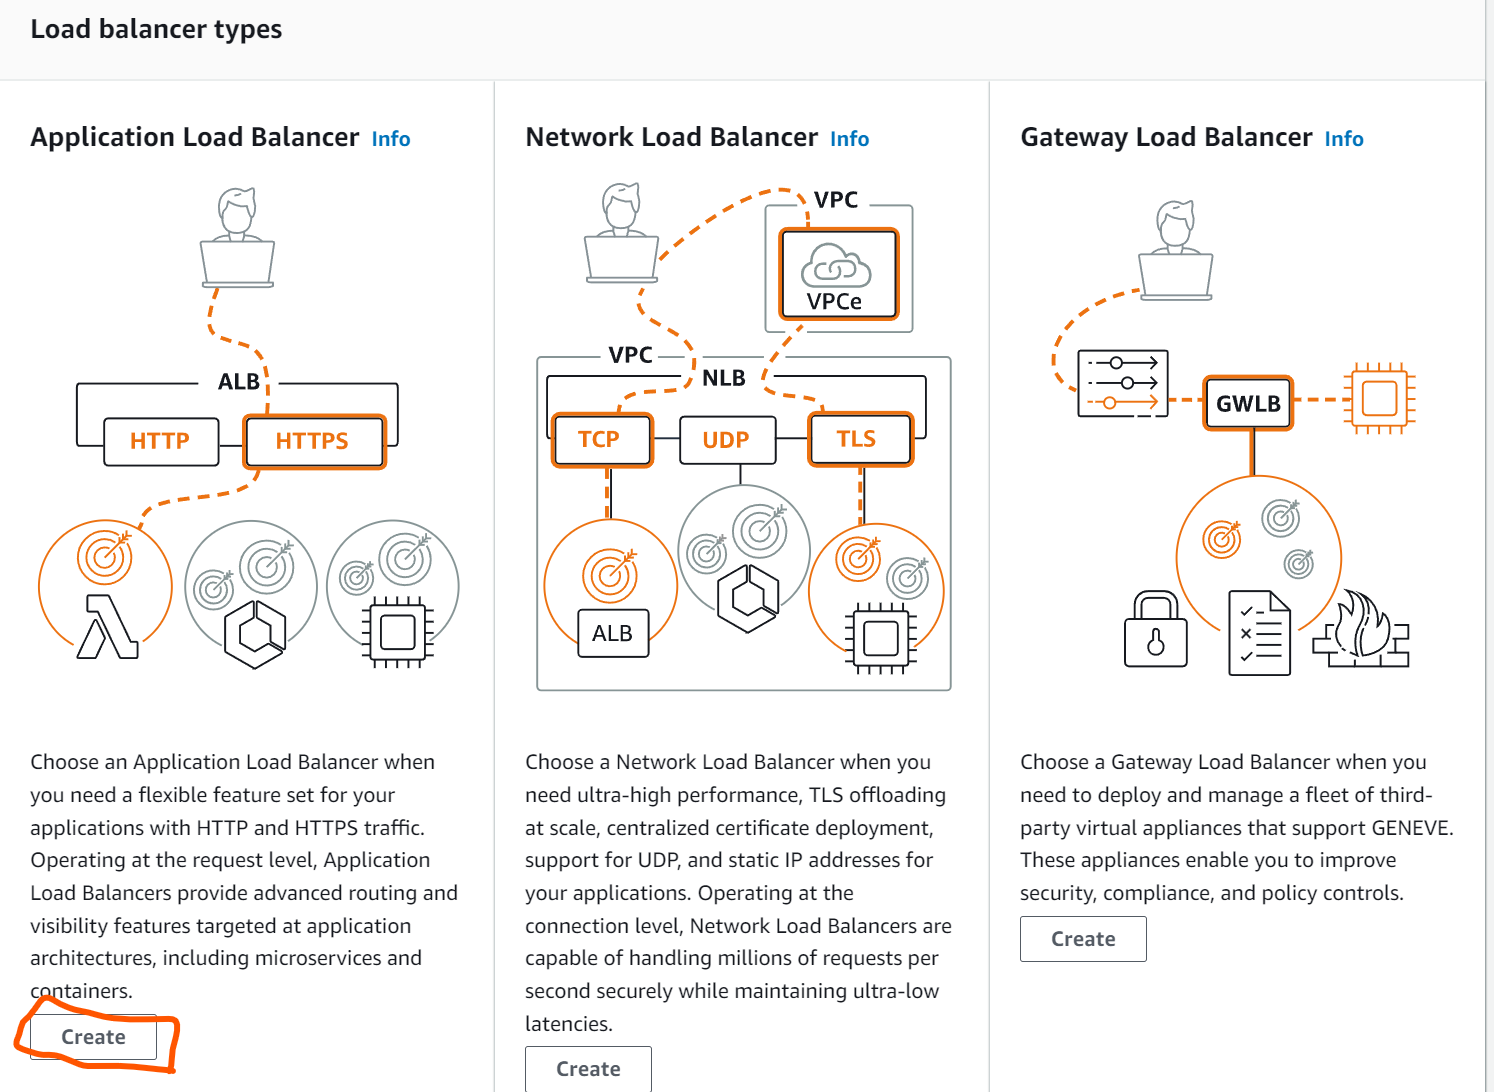 Load balancer types
Application Load Balancer Info
ALB
HTTP
HTTPS
Choose an Application Load Balancer when
you need a flexible feature set for your
applications with HTTP and HTTPS traffic.
Operating at the request level, Application
Load Balancers provide advanced routing and
visibility features targeted at application
architectures, including microservices and
containers.
Create
Network Load Balancer Info
VPC
VPCe
VPC
NLB
TCP
UDP
TLS
ALB
Choose a Network Load Balancer when you
need ultra-high performance, TLS offloading
at scale, centralized certificate deployment,
support for UDP, and static IP addresses for
your applications. Operating at the
connection level, Network Load Balancers are
capable of handling millions of requests per
second securely while maintaining ultra-low
latencies.
Create
Gateway Load Balancer Info
GWLB
Choose a Gateway Load Balancer when you
need to deploy and manage a fleet of third-
party virtual appliances that support GENEVE.
These appliances enable you to improve
security, compliance, and policy controls.
Create